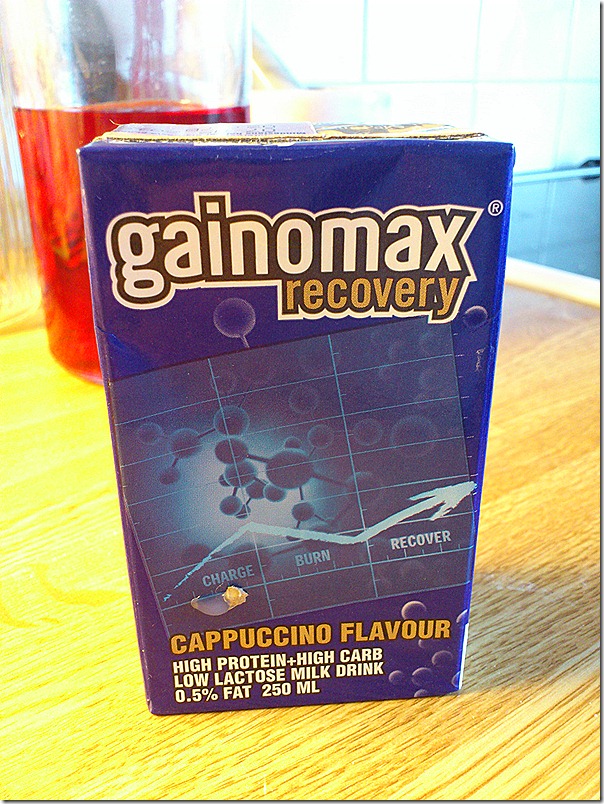 gainomax®
recovery
CHARGE BURN RECOVER
CAPPUCCINO FLAVOUR
HIGH PROTEIN+HIGH CARB
LOW LACTOSE MILK DRINK
0.5% FAT 250 ML